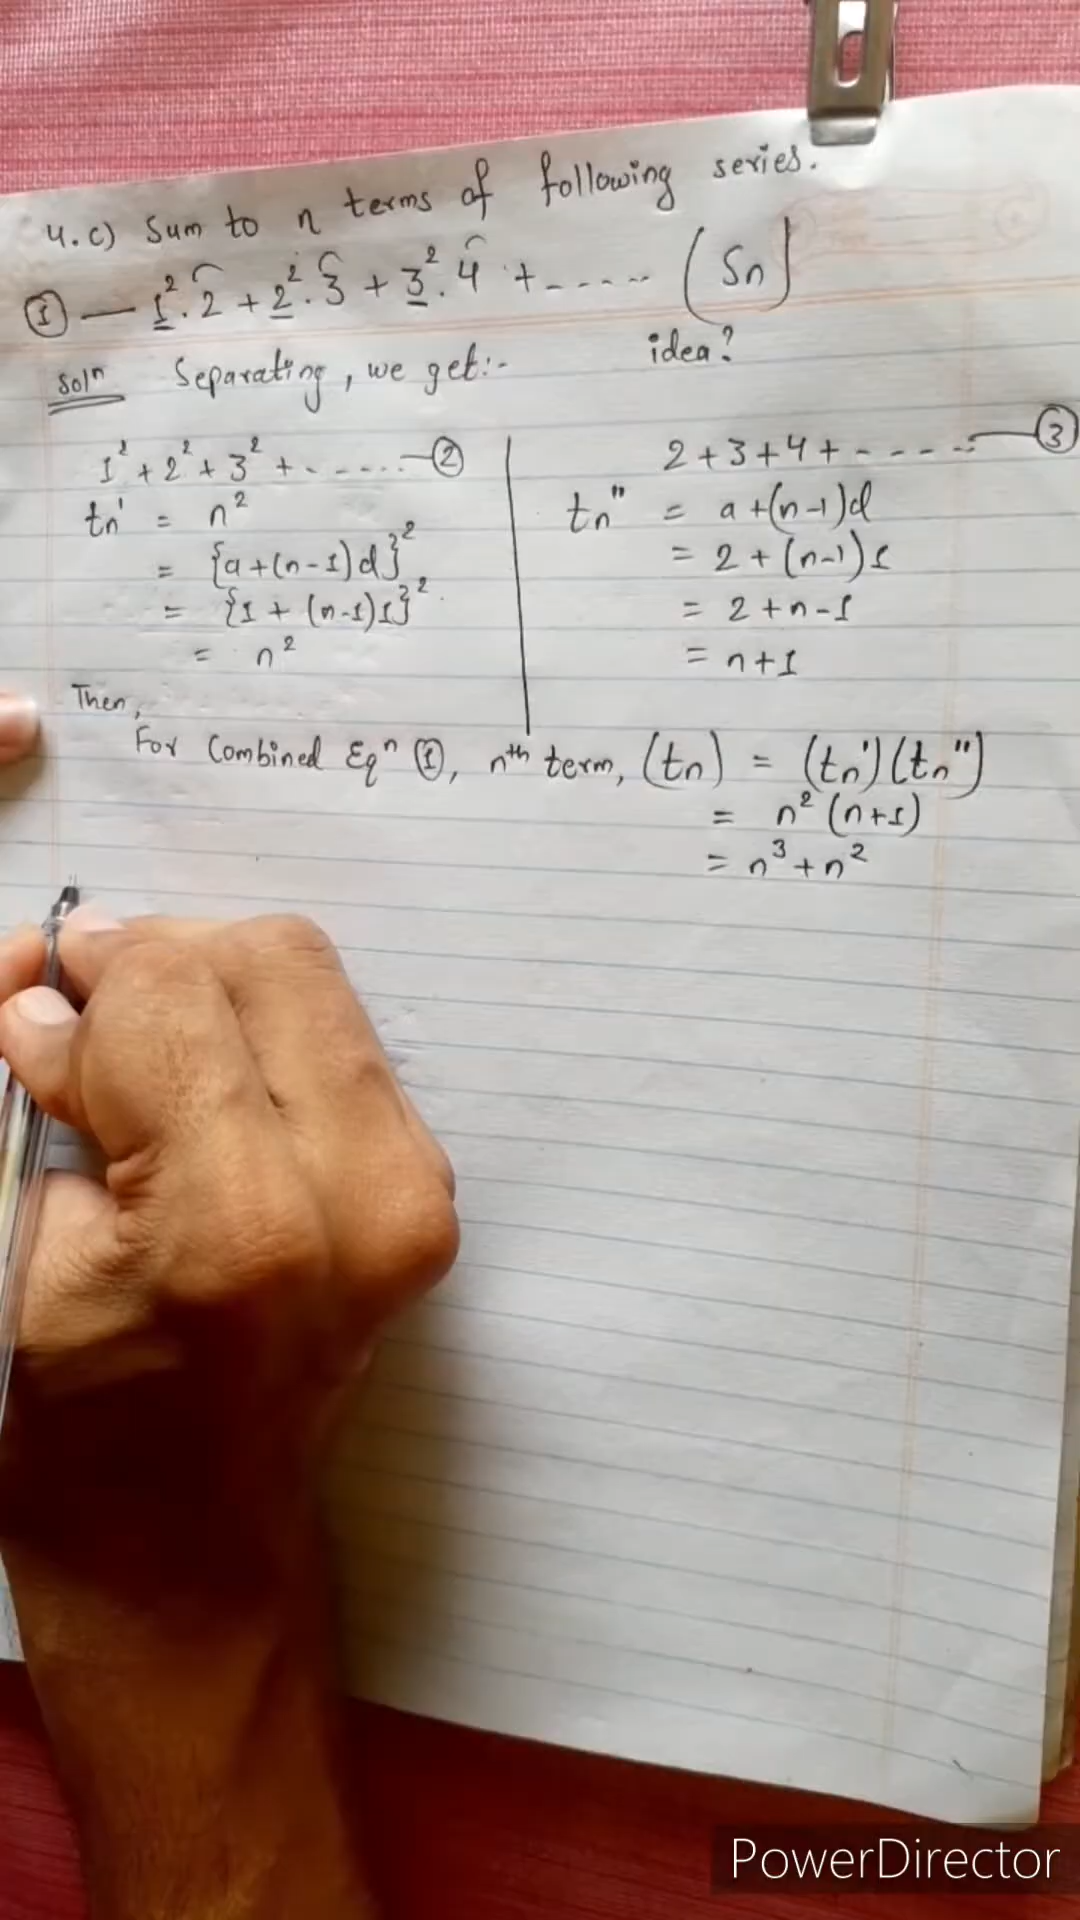 4.c) Sum to n terms of following series.
① — 1².2 + 2².3 + 3².4 + ...... (Sn)
idea?
Solⁿ Separating, we get:-
1² + 2² + 3² + ...... ②
tn' = n²
= {a+(n-1)d}²
= {1 + (n-1)1}²
= n²
2+3+4+ ----- ③
tn" = a+(n-1)d
= 2 + (n-1)1
= 2+n-1
= n+1
Then,
For Combined Eqⁿ ①, nᵗʰ term, (tn) = (tn')(tn")
= n² (n+1)
= n³+n²
PowerDirector